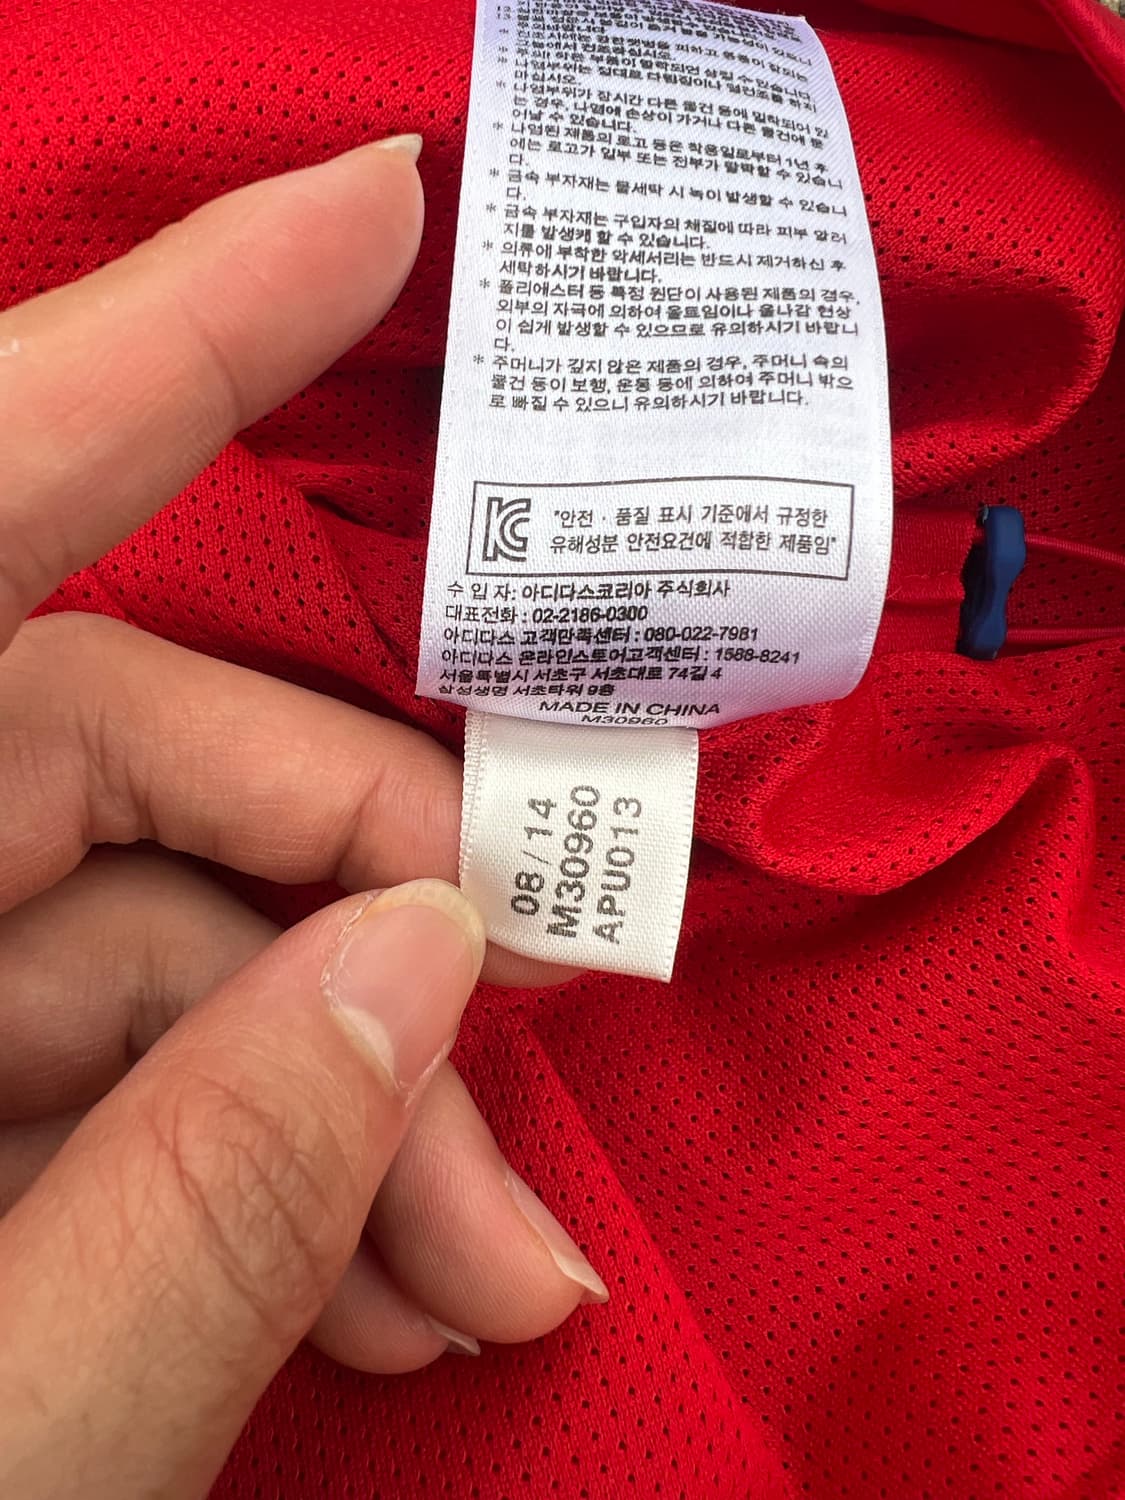 * 건조시에는 강한햇볕을 피하고 통풍이 잘되는
그늘에서 건조하십시오.
* 나염부위는 절대로 다림질이나 열건조를 하지
마십시오.
* 나염부위가 장시간 다른 물건 등에 밀착되어 있
는 경우, 나염에 손상이 가거나 다른 물건에 묻
어날 수 있습니다.
* 나염된 제품의 로고 등은 착용일로부터 1년 후
에는 로고가 일부 또는 전부가 탈락할 수 있습니
다.
* 금속 부자재는 물세탁 시 녹이 발생할 수 있습니
다.
* 금속 부자재는 구입자의 체질에 따라 피부 알러
지를 발생케 할 수 있습니다.
* 의류에 부착한 악세서리는 반드시 제거하신 후
세탁하시기 바랍니다.
* 폴리에스터 등 특정 원단이 사용된 제품의 경우,
외부의 자극에 의하여 올트임이나 올나감 현상
이 쉽게 발생할 수 있으므로 유의하시기 바랍니
다.
* 주머니가 깊지 않은 제품의 경우, 주머니 속의
물건 등이 보행, 운동 등에 의하여 주머니 밖으
로 빠질 수 있으니 유의하시기 바랍니다.
KC
"안전 · 품질 표시 기준에서 규정한
유해성분 안전요건에 적합한 제품임"
수 입 자: 아디다스코리아 주식회사
대표전화 : 02-2186-0300
아디다스 고객만족센터 : 080-022-7981
아디다스 온라인스토어고객센터 : 1588-8241
서울특별시 서초구 서초대로 74길 4
삼성생명 서초타워 9층
MADE IN CHINA
M30960
08/14
M30960
APU013